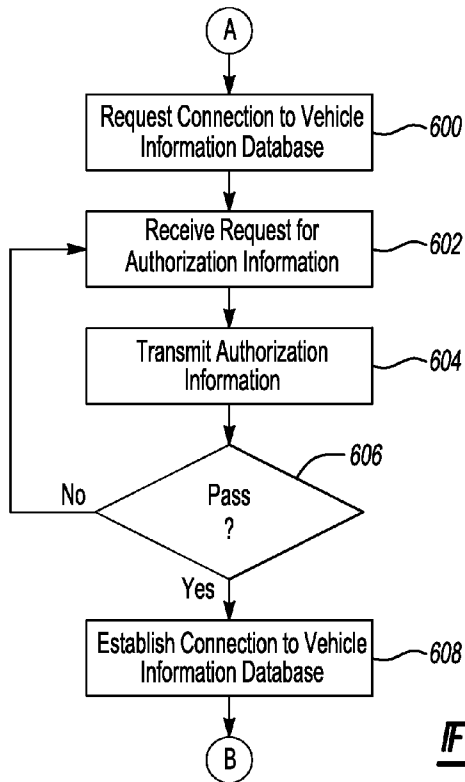 A
Request Connection to Vehicle
Information Database
600
Receive Request for
Authorization Information
602
Transmit Authorization
Information
604
606
No
Pass
?
Yes
Establish Connection to Vehicle
Information Database
608
B